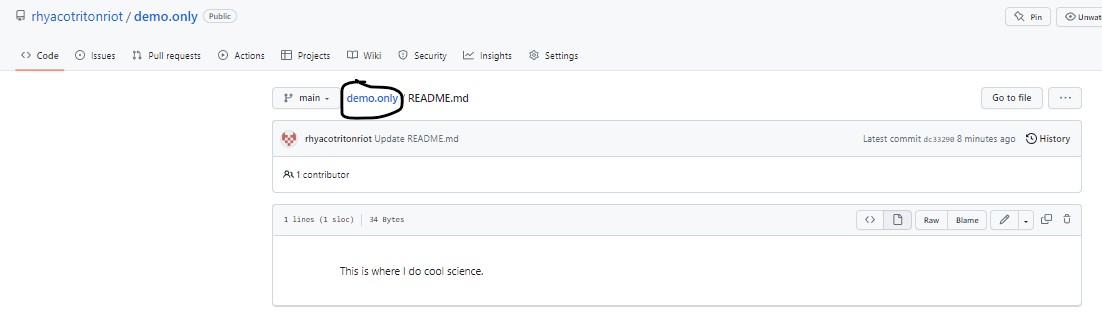 rhyacotritonriot / demo.only Public Pin Unwat
Code Issues Pull requests Actions Projects Wiki Security Insights Settings
main demo.only / README.md Go to file ...
rhyacotritonriot Update README.md Latest commit dc33290 8 minutes ago History
1 contributor
1 lines (1 sloc) 34 Bytes <> Raw Blame
This is where I do cool science.